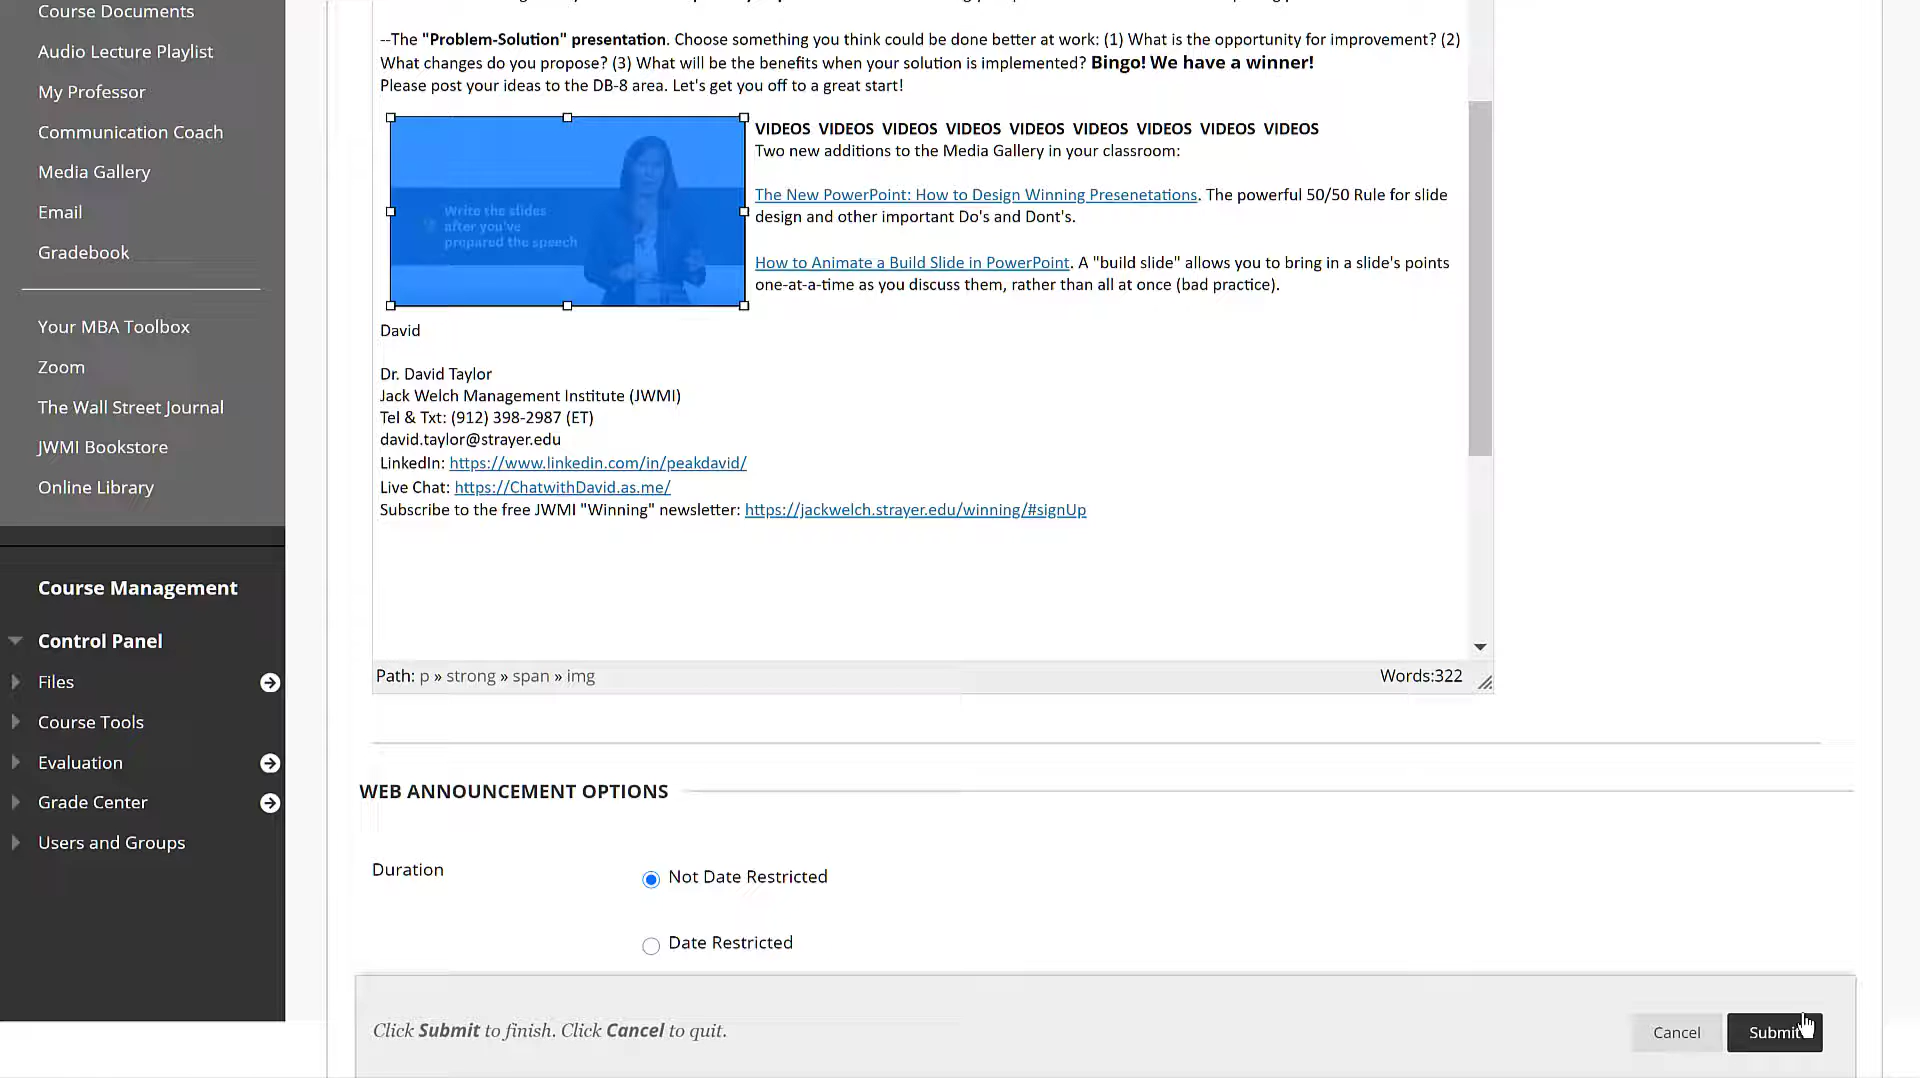 Course Documents
Audio Lecture Playlist
My Professor
Communication Coach
Media Gallery
Email
Gradebook
Your MBA Toolbox
Zoom
The Wall Street Journal
JWMI Bookstore
Online Library
Course Management
Control Panel
Files
Course Tools
Evaluation
Grade Center
Users and Groups
--The "Problem-Solution" presentation. Choose something you think could be done better at work: (1) What is the opportunity for improvement? (2)
What changes do you propose? (3) What will be the benefits when your solution is implemented? Bingo! We have a winner!
Please post your ideas to the DB-8 area. Let's get you off to a great start!
Write the slides
after you've
prepared the speech
VIDEOS VIDEOS VIDEOS VIDEOS VIDEOS VIDEOS VIDEOS VIDEOS VIDEOS
Two new additions to the Media Gallery in your classroom:
The New PowerPoint: How to Design Winning Presenetations. The powerful 50/50 Rule for slide
design and other important Do's and Dont's.
How to Animate a Build Slide in PowerPoint. A "build slide" allows you to bring in a slide's points
one-at-a-time as you discuss them, rather than all at once (bad practice).
David
Dr. David Taylor
Jack Welch Management Institute (JWMI)
Tel & Txt: (912) 398-2987 (ET)
david.taylor@strayer.edu
LinkedIn: https://www.linkedin.com/in/peakdavid/
Live Chat: https://ChatwithDavid.as.me/
Subscribe to the free JWMI "Winning" newsletter: https://jackwelch.strayer.edu/winning/#signUp
Path: p » strong » span » img
Words:322
WEB ANNOUNCEMENT OPTIONS
Duration
Not Date Restricted
Date Restricted
Click Submit to finish. Click Cancel to quit.
Cancel
Submit